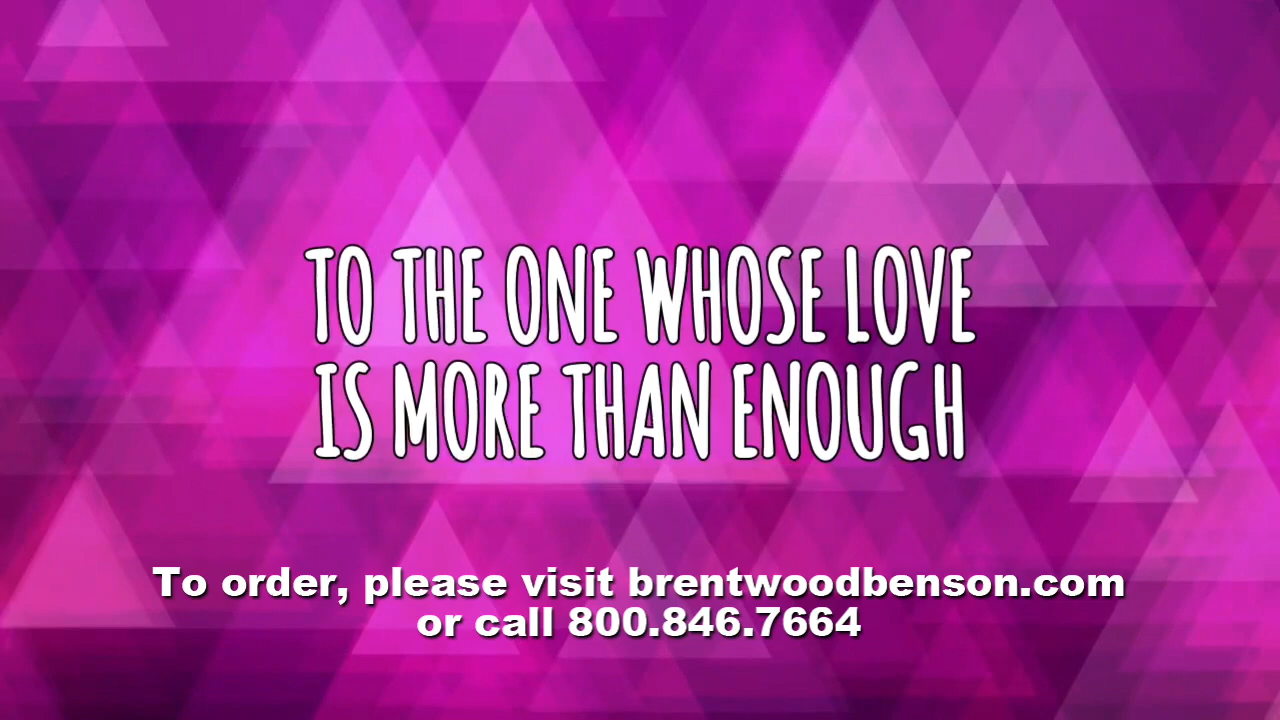 TO THE ONE WHOSE LOVE
IS MORE THAN ENOUGH
To order, please visit brentwoodbenson.com
or call 800.846.7664